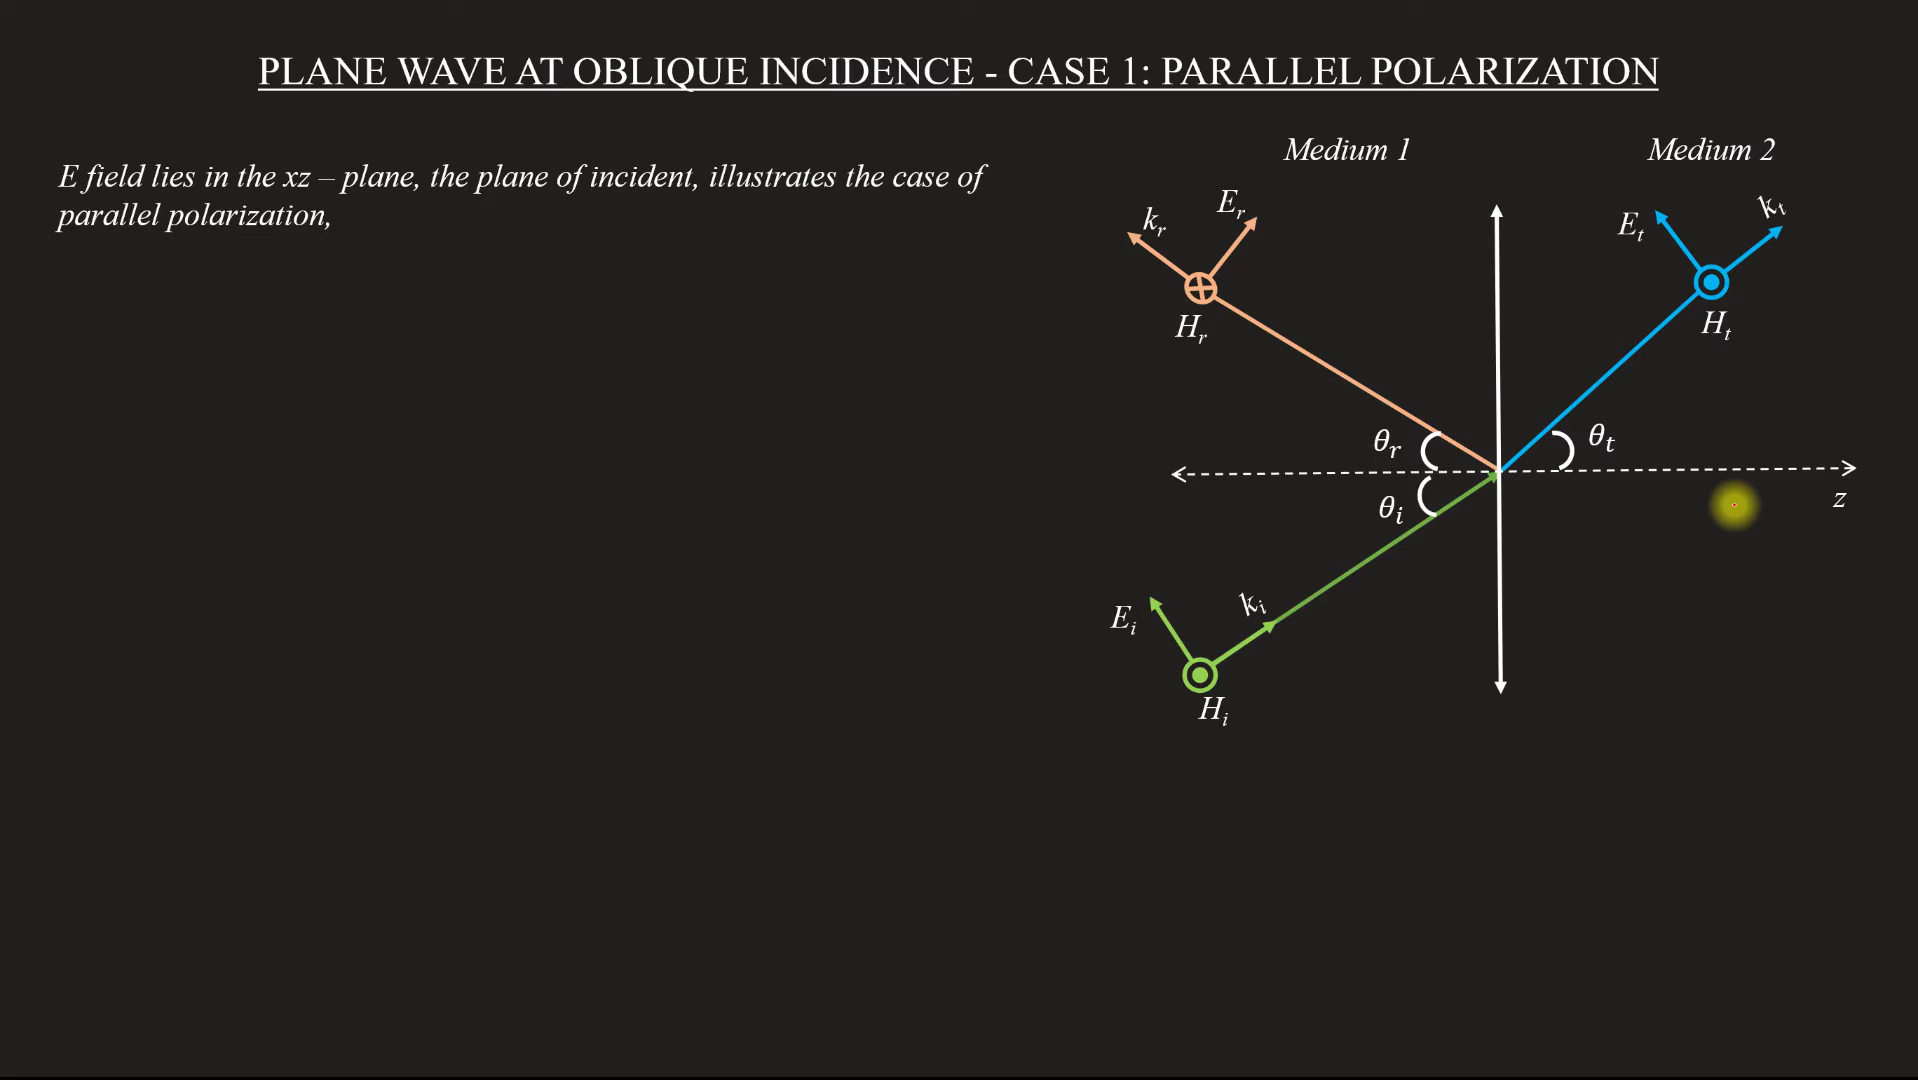 PLANE WAVE AT OBLIQUE INCIDENCE - CASE 1: PARALLEL POLARIZATION
E field lies in the xz – plane, the plane of incident, illustrates the case of
parallel polarization,
Medium 1
Medium 2
k_r
E_r
H_r
E_t
k_t
H_t
θ_r
θ_t
θ_i
z
E_i
k_i
H_i